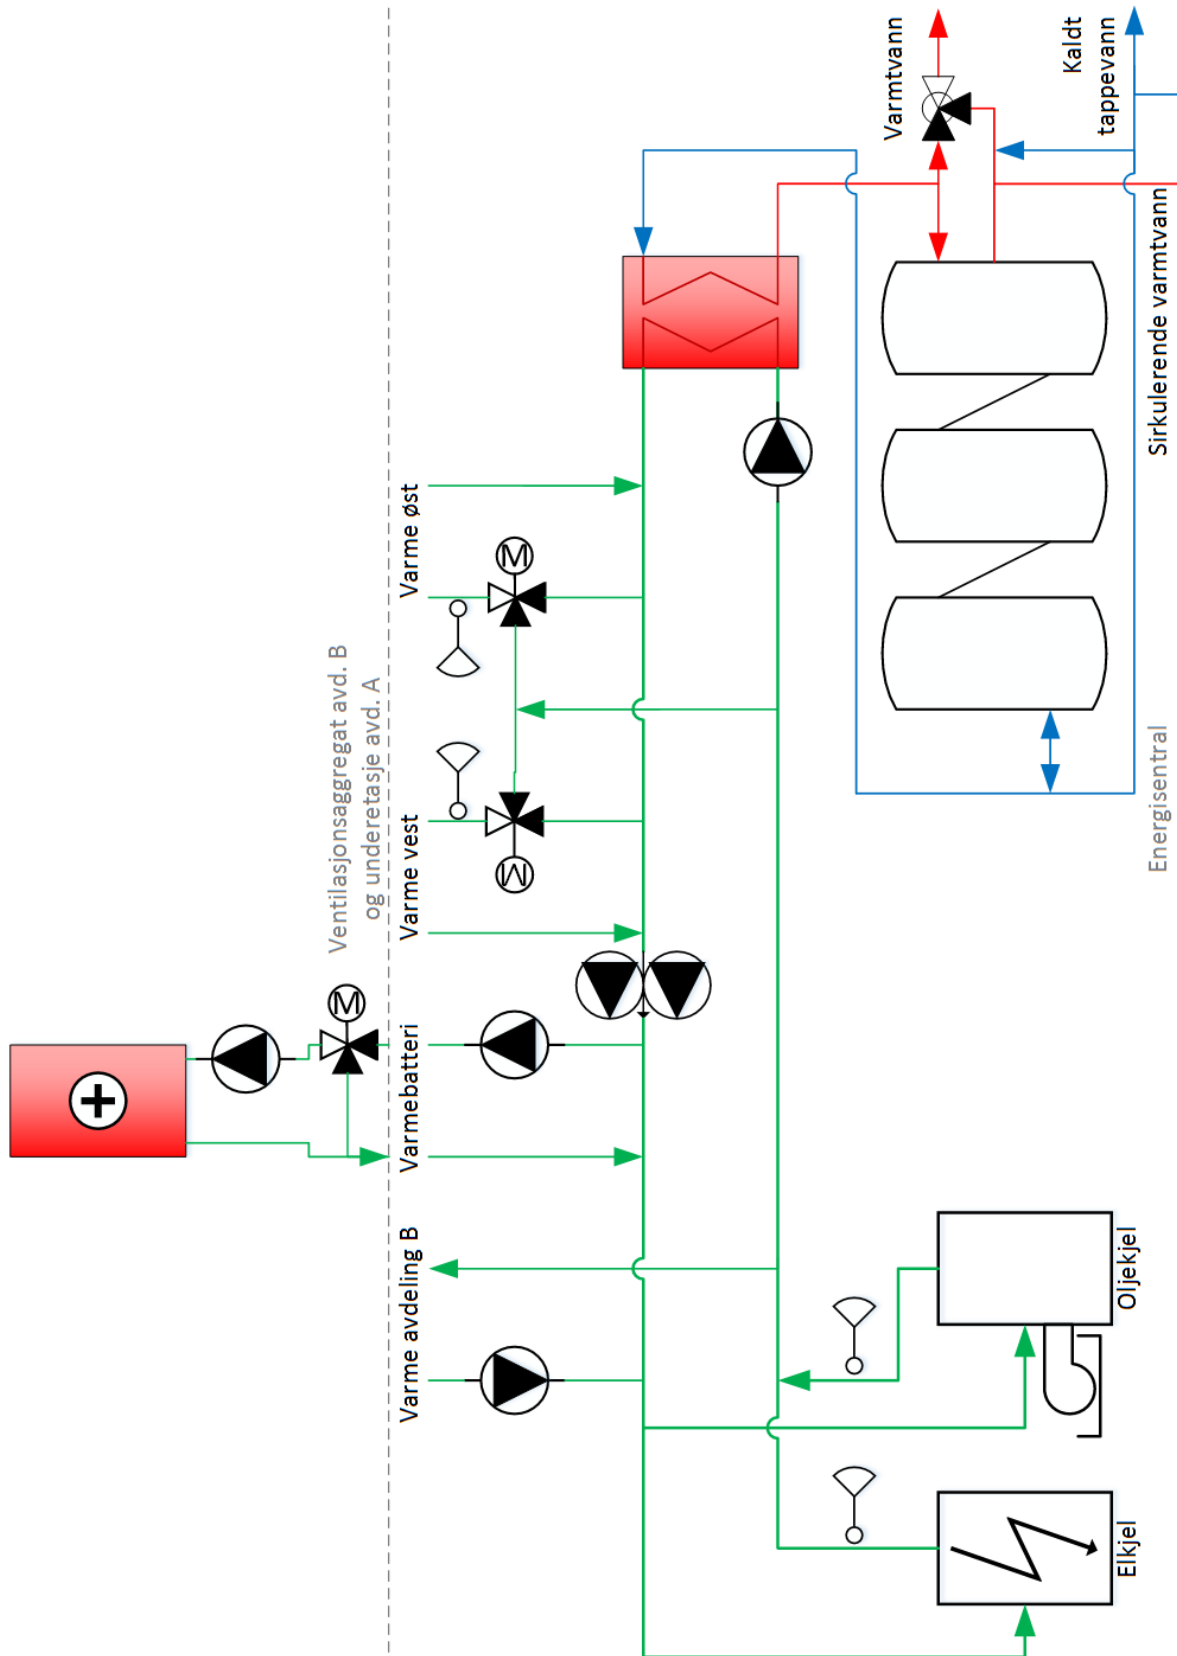 Ventilasjonsaggregat avd. B
og underetasje avd. A
Varme avdeling B
Varmebatteri
Varme vest
Varme øst
M
M
M
Varmtvann
Kaldt
tappevann
Sirkulerende varmtvann
Energisentral
Oljekjel
Elkjel